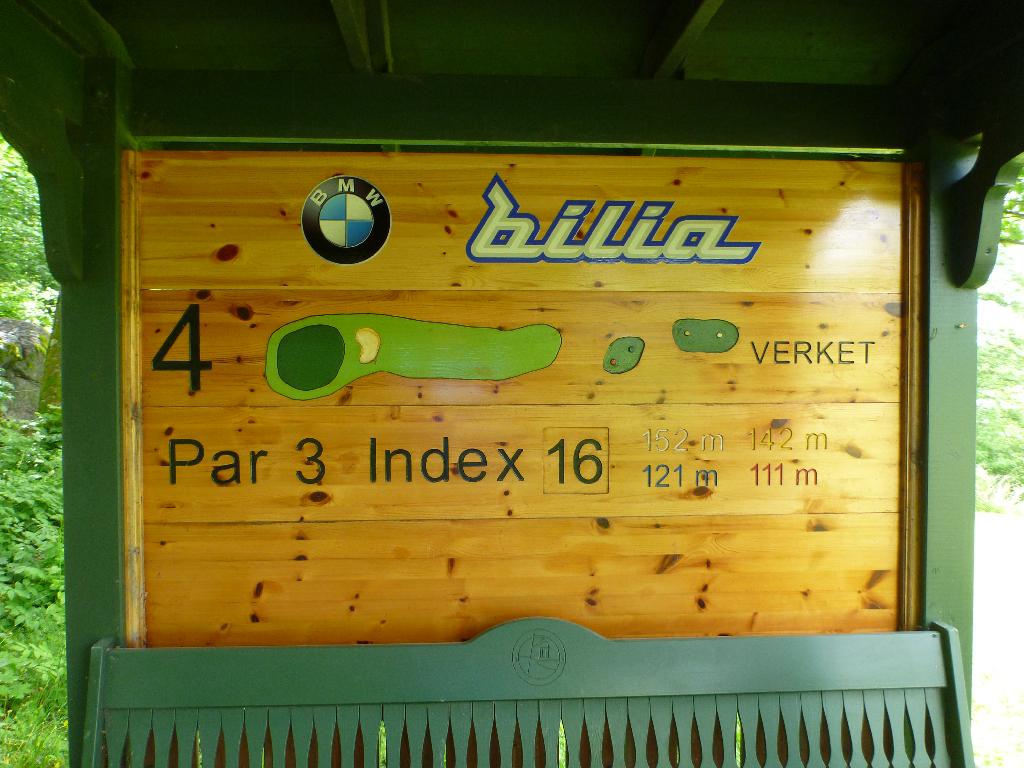 BMW bilia
4 VERKET
Par 3 Index 16 152 m 142 m
121 m 111 m